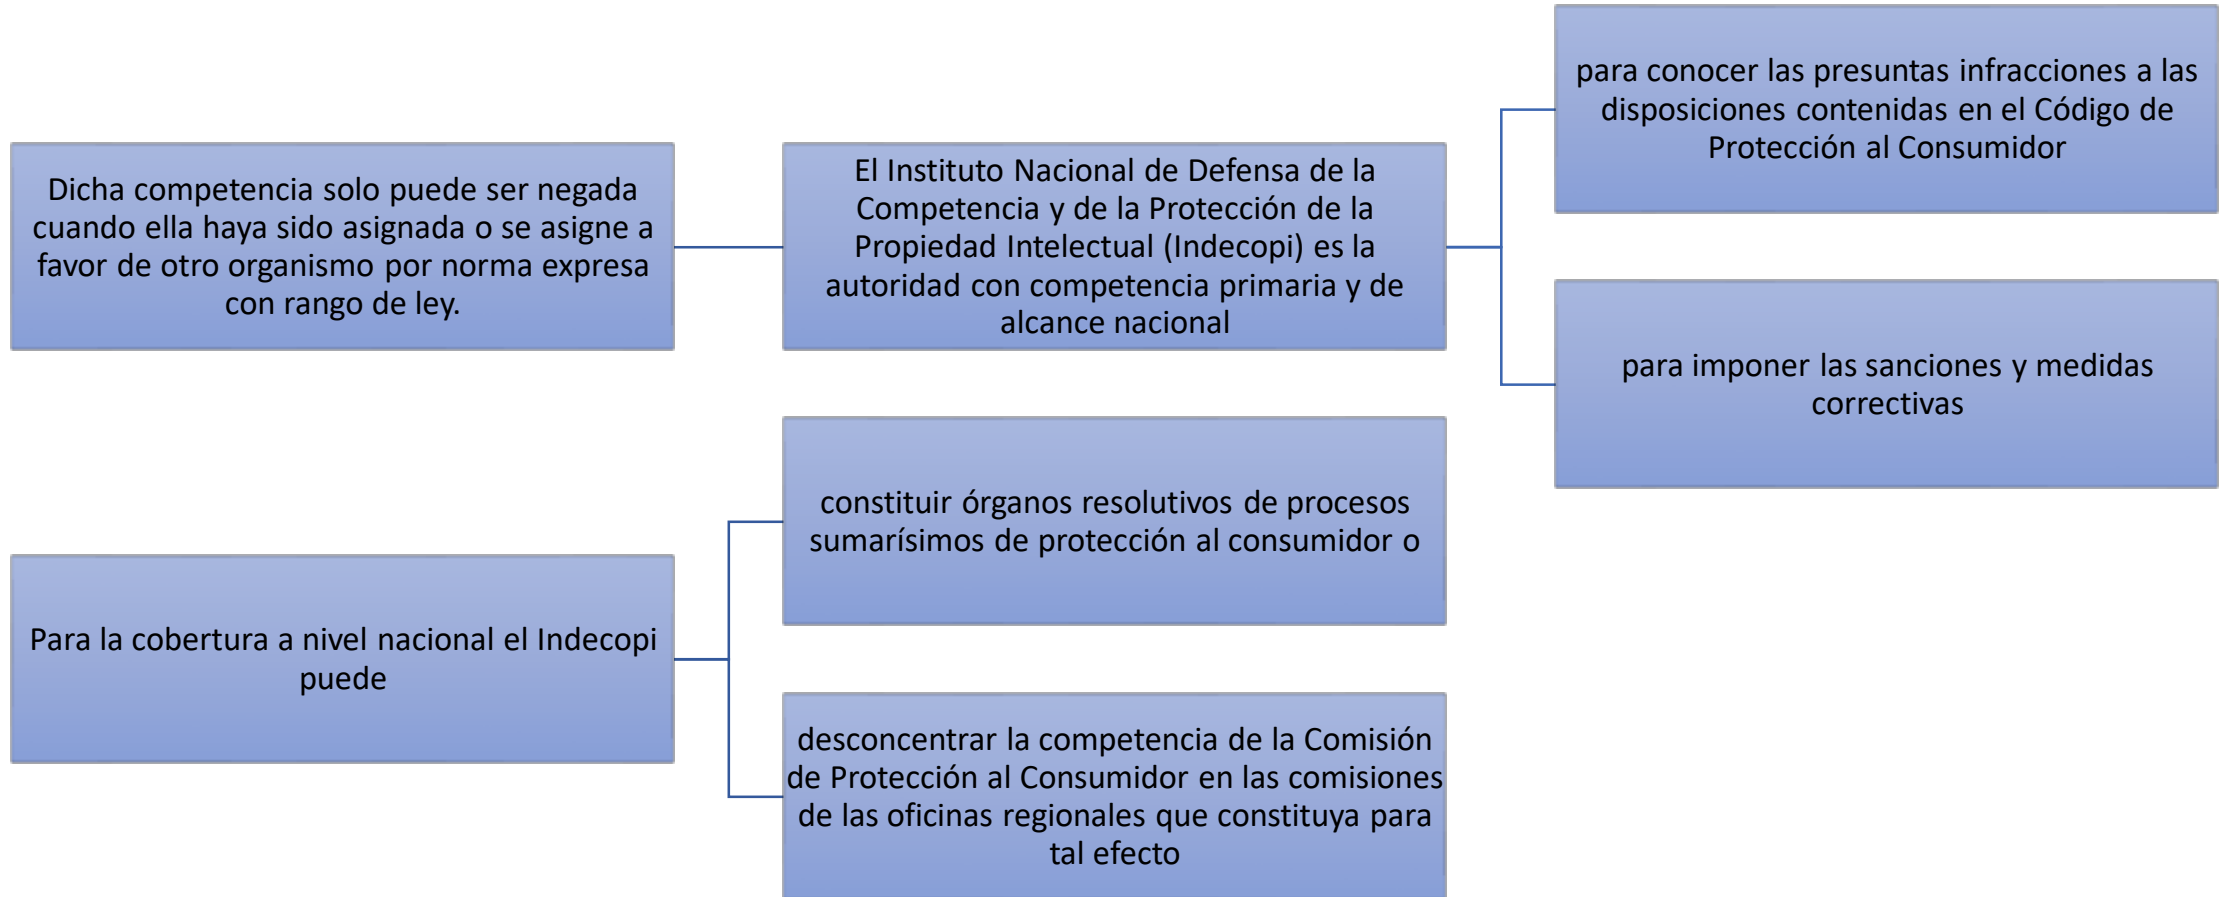 Dicha competencia solo puede ser negada
cuando ella haya sido asignada o se asigne a
favor de otro organismo por norma expresa
con rango de ley.
El Instituto Nacional de Defensa de la
Competencia y de la Protección de la
Propiedad Intelectual (Indecopi) es la
autoridad con competencia primaria y de
alcance nacional
para conocer las presuntas infracciones a las
disposiciones contenidas en el Código de
Protección al Consumidor
para imponer las sanciones y medidas
correctivas
Para la cobertura a nivel nacional el Indecopi
puede
constituir órganos resolutivos de procesos
sumarísimos de protección al consumidor o
desconcentrar la competencia de la Comisión
de Protección al Consumidor en las comisiones
de las oficinas regionales que constituya para
tal efecto